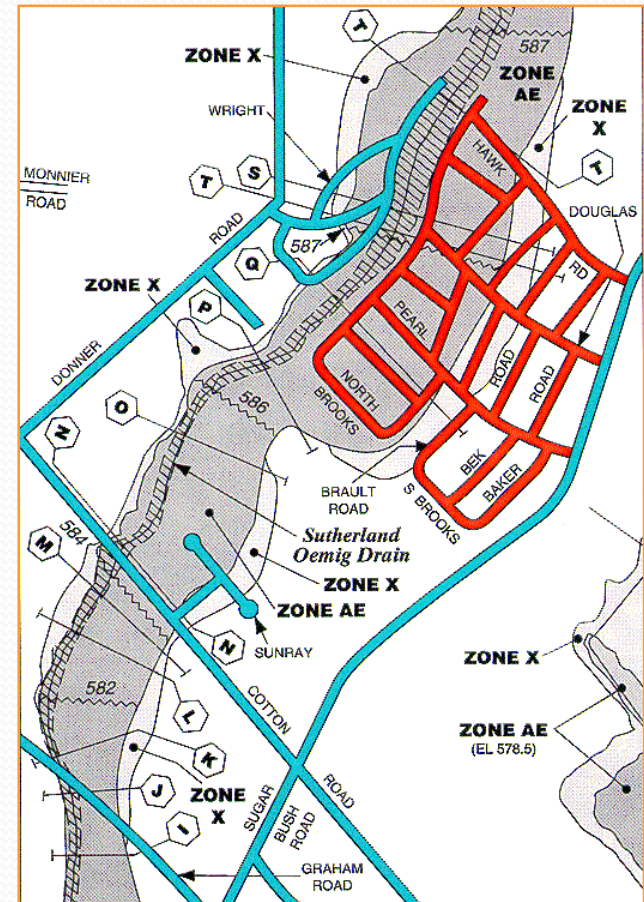 T
587
ZONE X
ZONE
AE
ZONE
X
WRIGHT
HAWK
T
MONNIER
ROAD
T
S
DOUGLAS
ROAD
587
Q
RD
ZONE X
P
PEARL
DONNER
ROAD
ROAD
NORTH
BROOKS
586
O
N
BEK
BAKER
BRAULT
ROAD
S BROOKS
Sutherland
Oemig Drain
584
M
ZONE X
ZONE AE
N
SUNRAY
ZONE X
582
L
COTTON
ROAD
ZONE AE
(EL 578.5)
K
J
ZONE
X
I
SUGAR
BUSH
ROAD
GRAHAM
ROAD